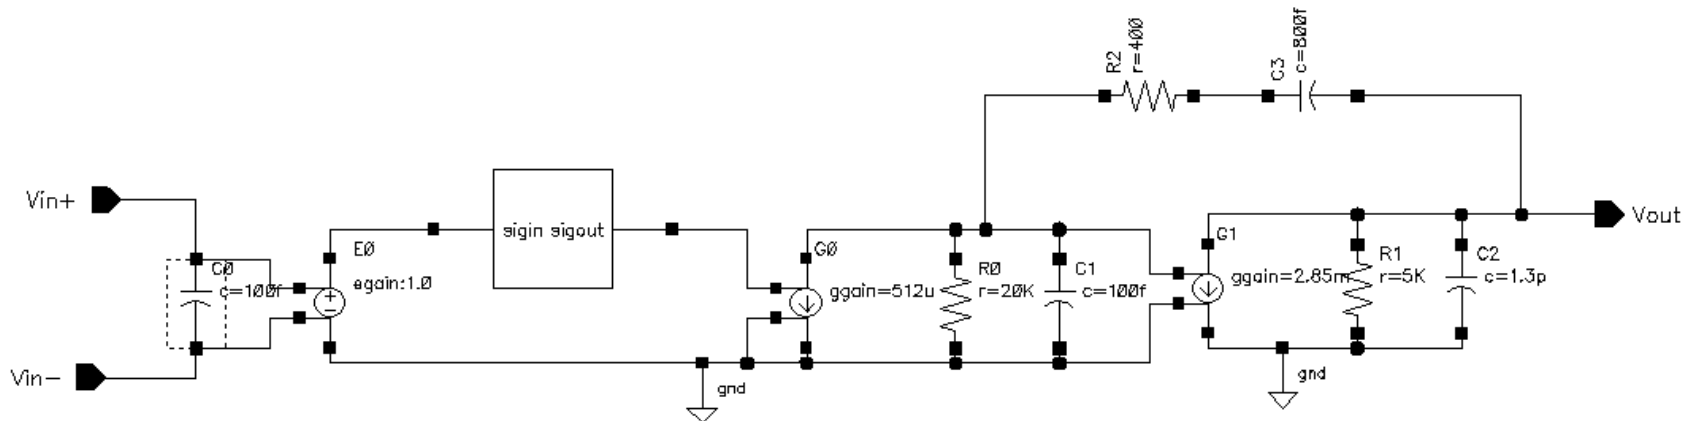 R2
r=400
C3
c=800f
Vin+
C0
c=100f
E0
egain:1.0
sigin sigout
G0
ggain=512u
R0
r=20K
C1
c=100f
G1
ggain=2.85m
R1
r=5K
C2
c=1.3p
Vout
Vin-
gnd
gnd